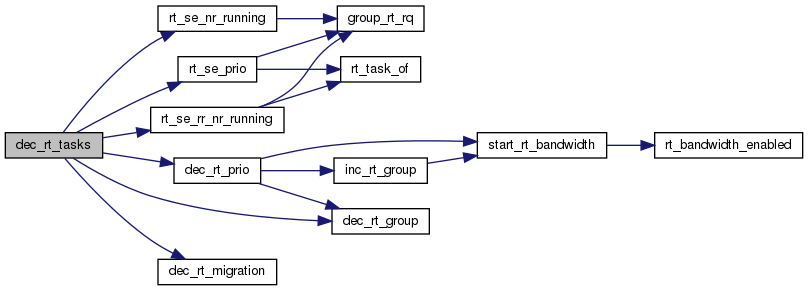 dec_rt_tasks
rt_se_nr_running
rt_se_prio
rt_se_rr_nr_running
dec_rt_prio
dec_rt_migration
group_rt_rq
rt_task_of
inc_rt_group
dec_rt_group
start_rt_bandwidth
rt_bandwidth_enabled